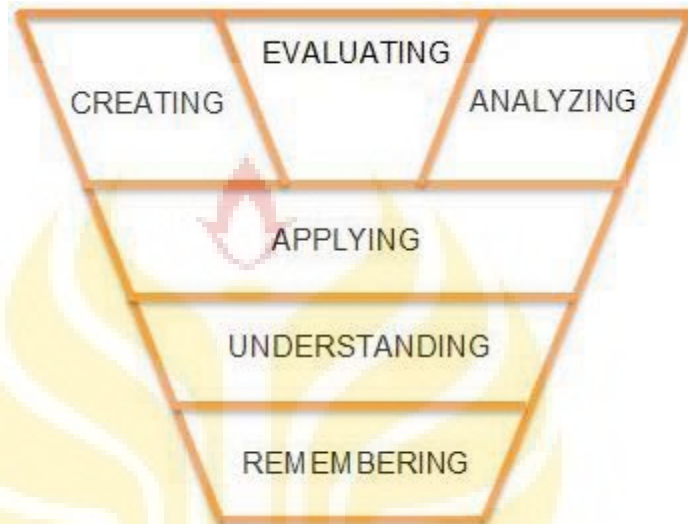 CREATING
EVALUATING
ANALYZING
APPLYING
UNDERSTANDING
REMEMBERING